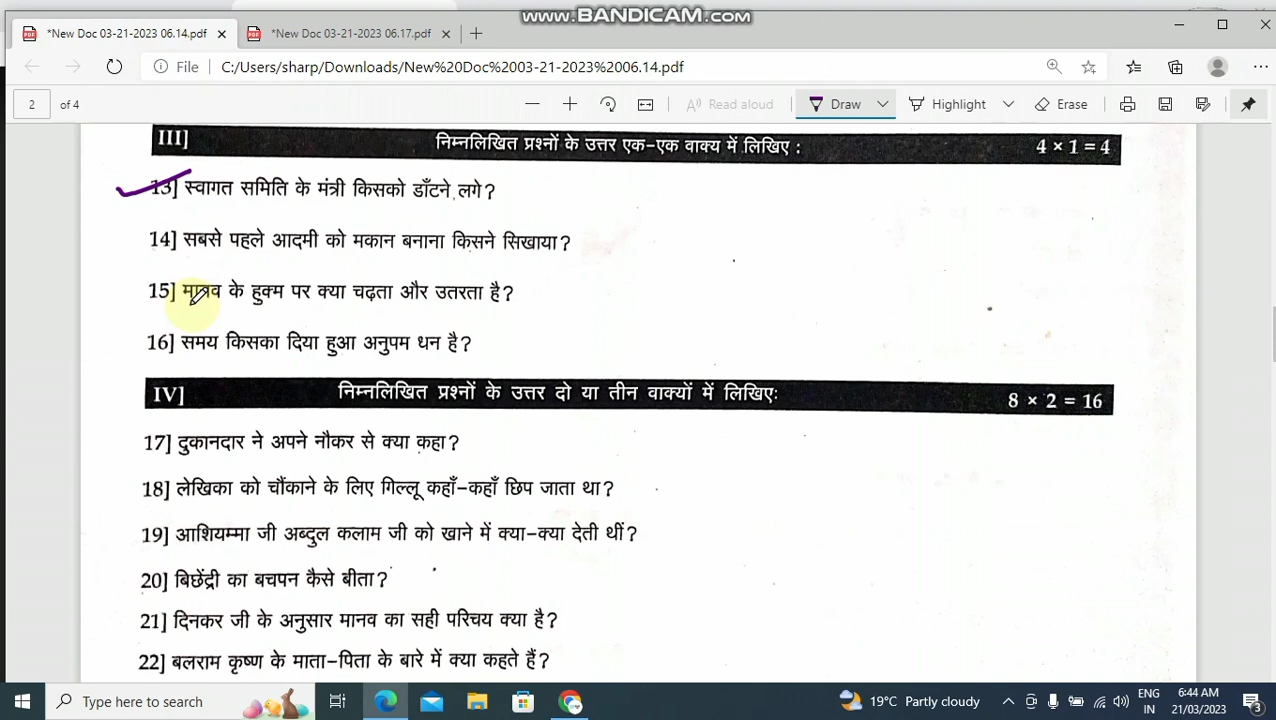 www.BANDICAM.com
*New Doc 03-21-2023 06.14.pdf
*New Doc 03-21-2023 06.17.pdf
File C:/Users/sharp/Downloads/New%20Doc%2003-21-2023%2006.14.pdf
2 of 4 Read aloud Draw Highlight Erase
III] निम्नलिखित प्रश्नों के उत्तर एक-एक वाक्य में लिखिए : 4 × 1 = 4
13] स्वागत समिति के मंत्री किसको डाँटने लगे?
14] सबसे पहले आदमी को मकान बनाना किसने सिखाया?
15] मानव के हुक्म पर क्या चढ़ता और उतरता है?
16] समय किसका दिया हुआ अनुपम धन है?
IV] निम्नलिखित प्रश्नों के उत्तर दो या तीन वाक्यों में लिखिए: 8 × 2 = 16
17] दुकानदार ने अपने नौकर से क्या कहा?
18] लेखिका को चौंकाने के लिए गिल्लू कहाँ-कहाँ छिप जाता था?
19] आशियम्मा जी अब्दुल कलाम जी को खाने में क्या-क्या देती थीं?
20] बिछेंद्री का बचपन कैसे बीता?
21] दिनकर जी के अनुसार मानव का सही परिचय क्या है?
22] बलराम कृष्ण के माता-पिता के बारे में क्या कहते हैं?
Type here to search
19°C Partly cloudy
ENG
IN
6:44 AM
21/03/2023
3